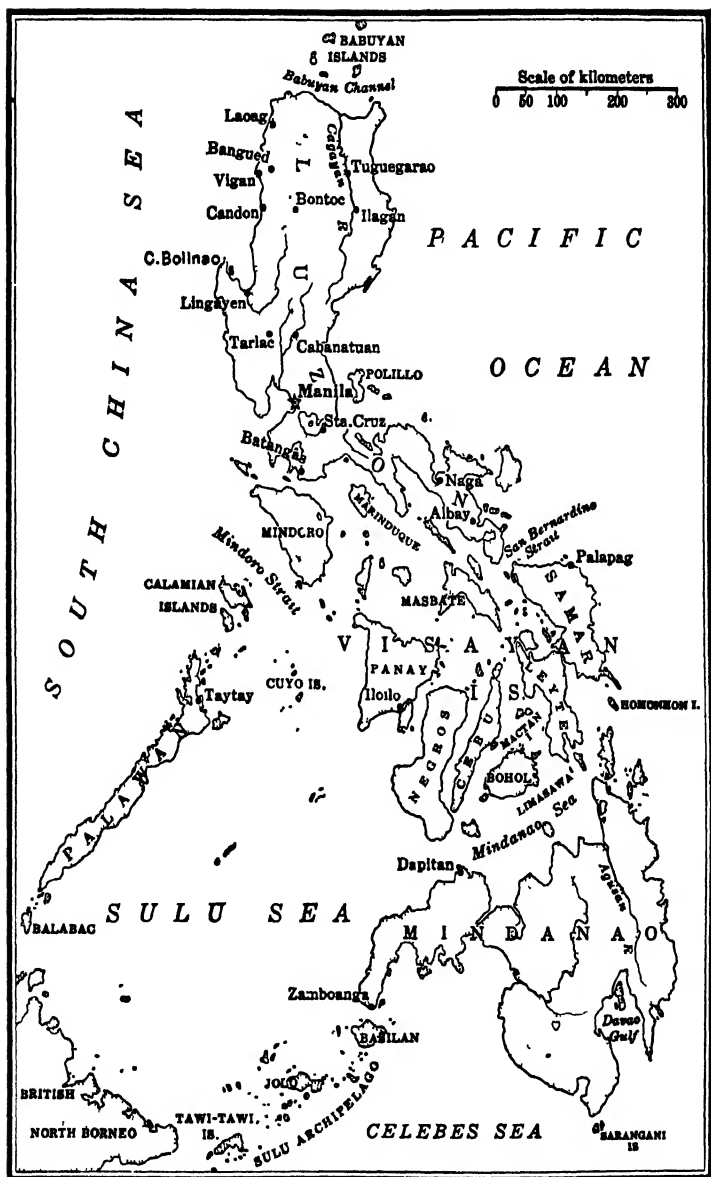 BABUYAN
ISLANDS
Babuyan Channel
Scale of kilometers
0 50 100 200 300
Laoag
Cagayan
R
Bangued
Tuguegarao
Vigan
Candon
Bontoc
Ilagan
PACIFIC
OCEAN
SOUTH CHINA SEA
C. Bolinao
Lingayen
Tarlac
Cabanatuan
LUZON
POLILLO
Manila
Sta. Cruz
Batangas
Naga
Albay
MARINDUQUE
MINDORO
San Bernardino
Strait
Palapag
Mindoro Strait
CALAMIAN
ISLANDS
MASBATE
SAMAR
VISAYAN
IS.
PANAY
Iloilo
CUYO IS.
Taytay
LEYTE
HOMONHON I.
NEGROS
CEBU
MACTAN
I.
BOHOL
LIMASAWA
PALAWAN
Mindanao Sea
Dapitan
Agusan
R
BALABAC
SULU SEA
MINDANAO
Zamboanga
BASILAN
Davao
Gulf
JOLO
BRITISH
NORTH BORNEO
TAWI-TAWI
IS.
SULU ARCHIPELAGO
CELEBES SEA
SARANGANI
IS